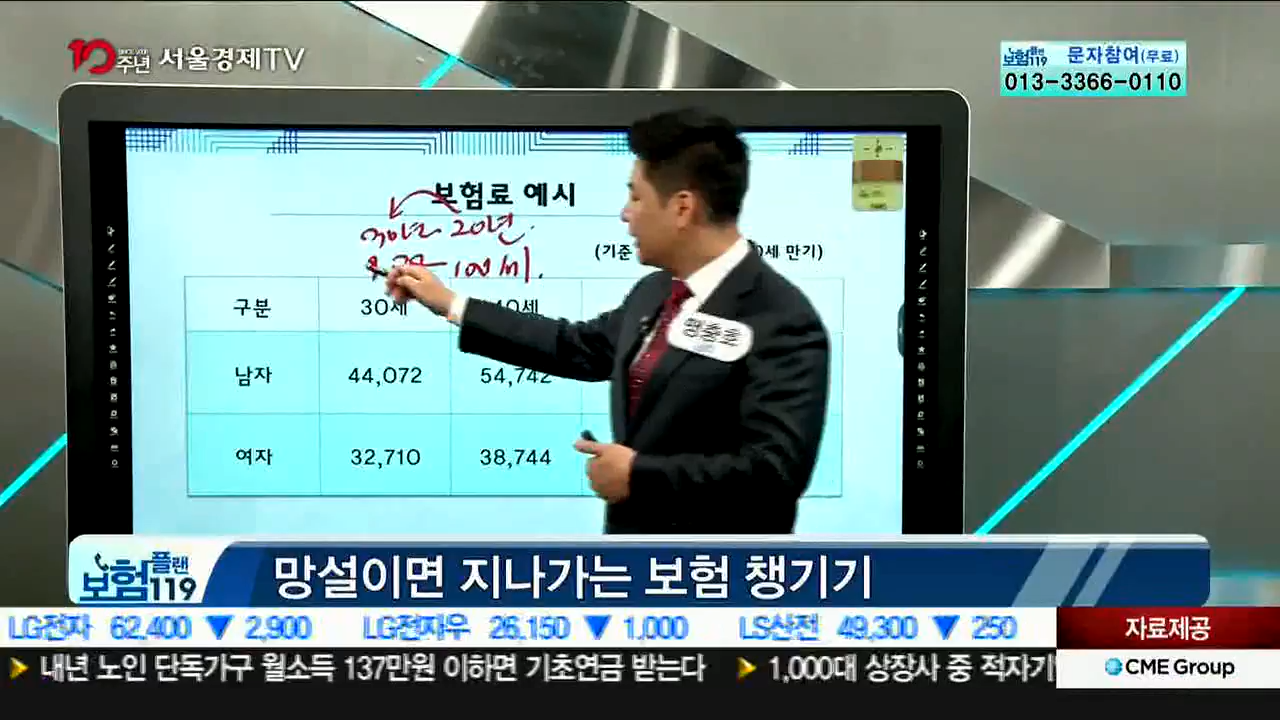 10주년 서울경제TV
SINCE 2008
보험플랜119 문자참여(무료)
013-3366-0110
보험료 예시
30년 20년.
100세.
(기준
세 만기)
구분 30세 40세
남자 44,072 54,742
여자 32,710 38,744
보험플랜119
망설이면 지나가는 보험 챙기기
LG전자 62,400 ▼ 2,900 LG전자우 26,150 ▼ 1,000 LS산전 49,300 ▼ 250
자료제공
▶ 내년 노인 단독가구 월소득 137만원 이하면 기초연금 받는다 ▶ 1,000대 상장사 중 적자기
CME Group